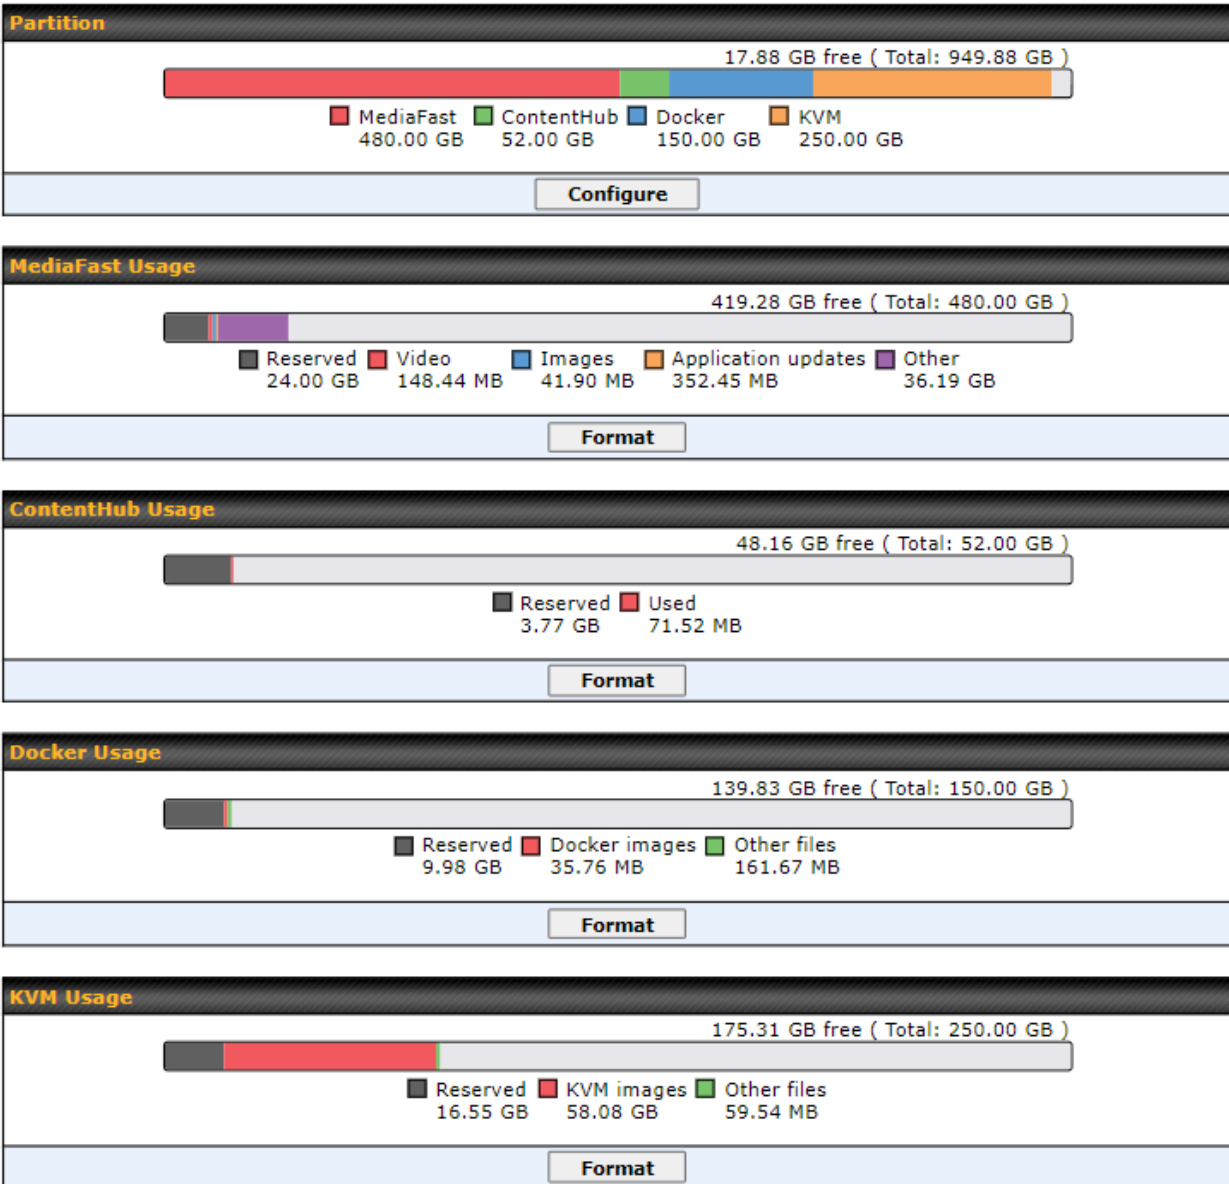 Partition
17.88 GB free ( Total: 949.88 GB )
MediaFast ContentHub Docker KVM
480.00 GB 52.00 GB 150.00 GB 250.00 GB
Configure
MediaFast Usage
419.28 GB free ( Total: 480.00 GB )
Reserved Video Images Application updates Other
24.00 GB 148.44 MB 41.90 MB 352.45 MB 36.19 GB
Format
ContentHub Usage
48.16 GB free ( Total: 52.00 GB )
Reserved Used
3.77 GB 71.52 MB
Format
Docker Usage
139.83 GB free ( Total: 150.00 GB )
Reserved Docker images Other files
9.98 GB 35.76 MB 161.67 MB
Format
KVM Usage
175.31 GB free ( Total: 250.00 GB )
Reserved KVM images Other files
16.55 GB 58.08 GB 59.54 MB
Format